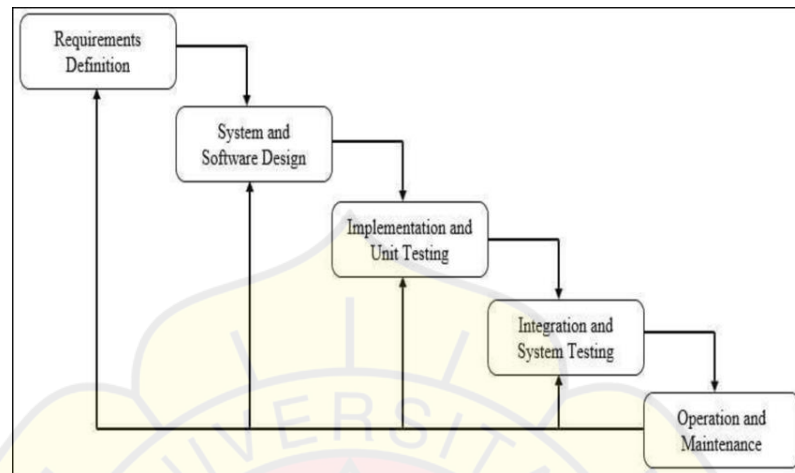 Requirements
Definition
System and
Software Design
Implementation and
Unit Testing
Integration and
System Testing
Operation and
Maintenance